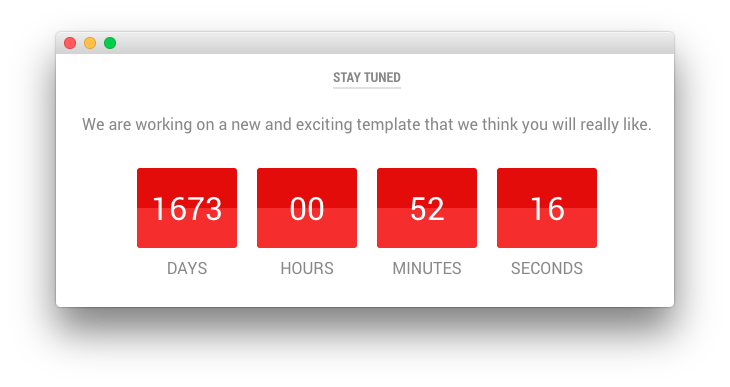 STAY TUNED
We are working on a new and exciting template that we think you will really like.
1673 00 52 16
DAYS HOURS MINUTES SECONDS